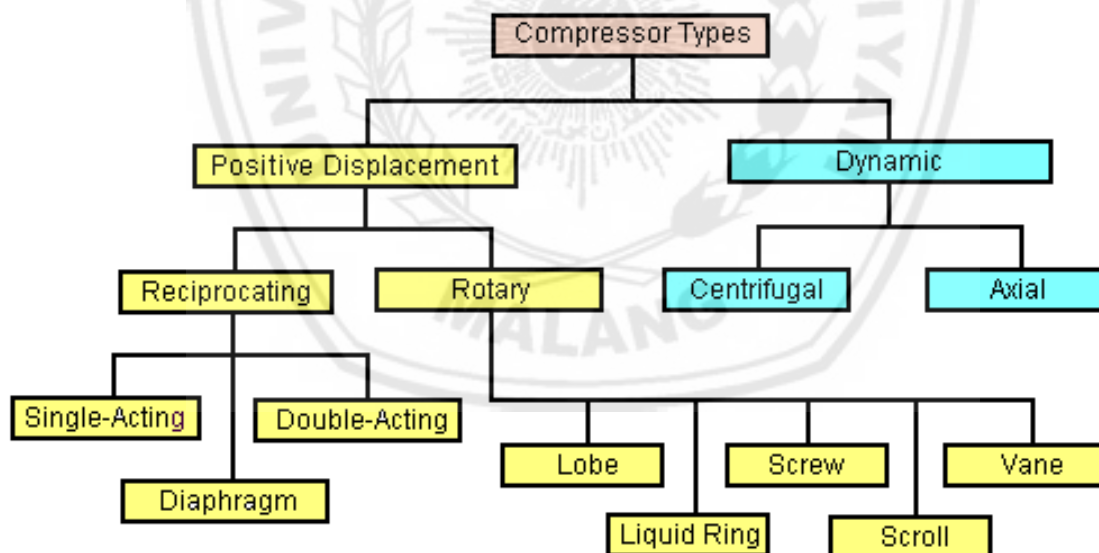 Compressor Types
Positive Displacement
Dynamic
Reciprocating
Rotary
Centrifugal
Axial
Single-Acting
Double-Acting
Diaphragm
Lobe
Screw
Vane
Liquid Ring
Scroll
MALANG